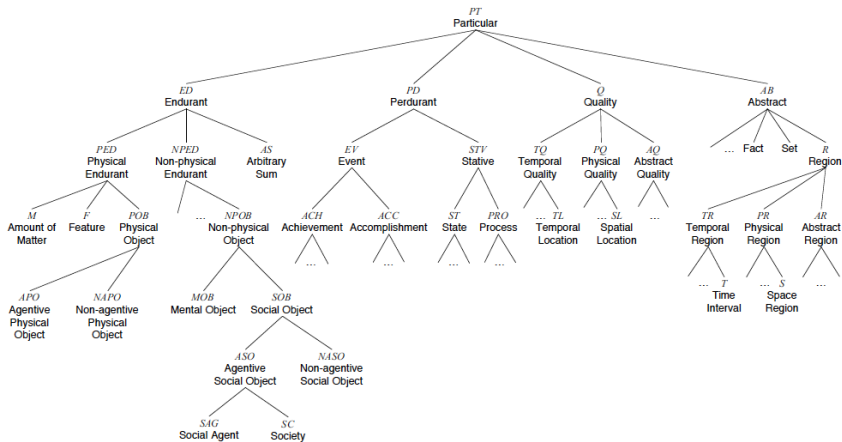 PT
Particular
ED PD Q AB
Endurant Perdurant Quality Abstract
PED NPED AS EV STV TQ PQ AQ … Fact Set R
Physical Non-physical Arbitrary Event Stative Temporal Physical Abstract Region
Endurant Endurant Sum Quality Quality Quality
M F POB … NPOB ACH ACC ST PRO … TL … SL … TR PR AR
Amount of Feature Physical Non-physical Achievement Accomplishment State Process Temporal Spatial Temporal Physical Abstract
Matter Object Object Location Location Region Region Region
… … … …
… T … S …
APO NAPO MOB SOB Time Space
Agentive Non-agentive Mental Object Social Object Interval Region
Physical Physical
Object Object
ASO NASO
Agentive Non-agentive
Social Object Social Object
SAG SC
Social Agent Society